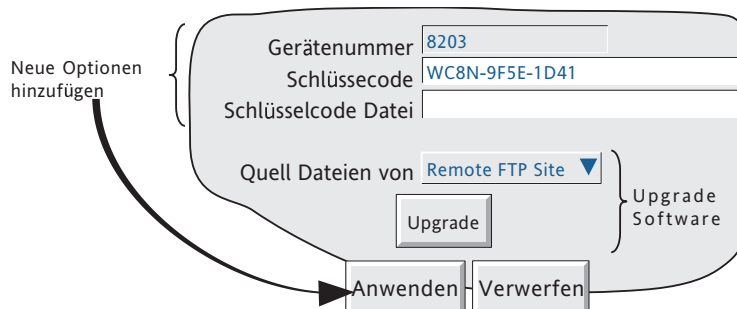 Neue Optionen
hinzufügen
Gerätenummer 8203
Schlüssecode WC8N-9F5E-1D41
Schlüsselcode Datei
Quell Dateien von Remote FTP Site
Upgrade
Upgrade
Software
Anwenden Verwerfen